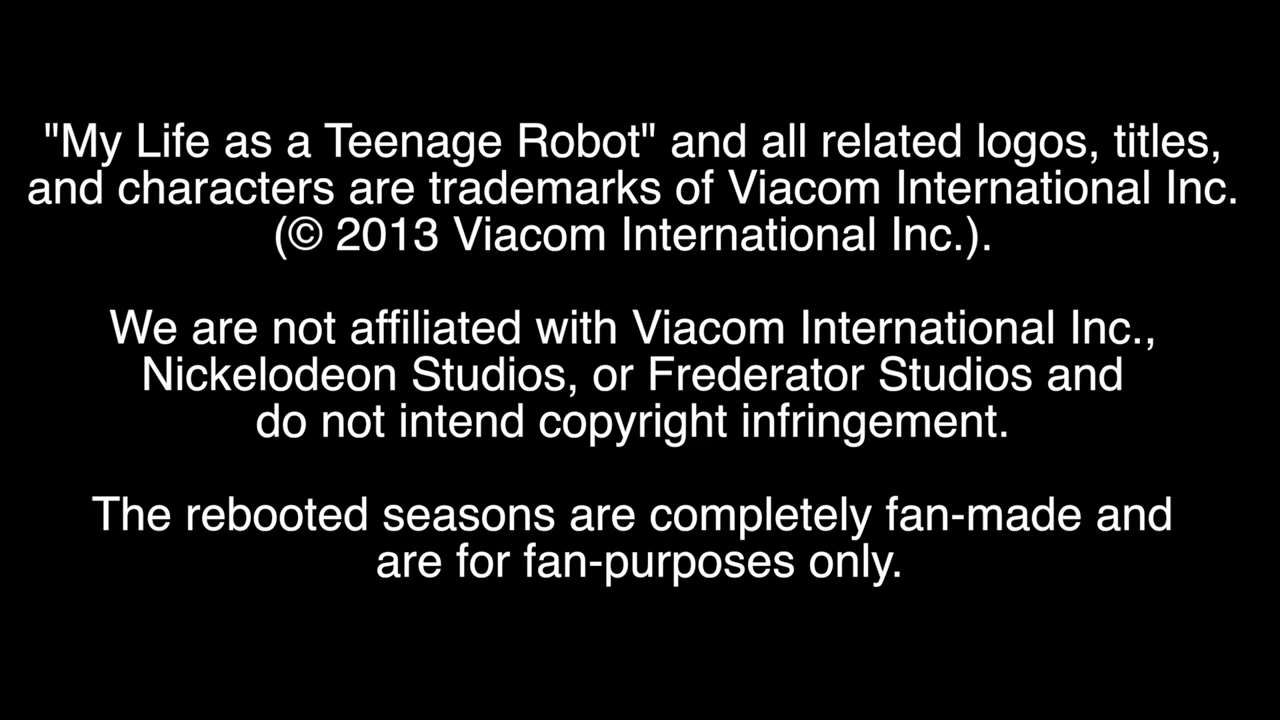 "My Life as a Teenage Robot" and all related logos, titles,
and characters are trademarks of Viacom International Inc.
(© 2013 Viacom International Inc.).
We are not affiliated with Viacom International Inc.,
Nickelodeon Studios, or Frederator Studios and
do not intend copyright infringement.
The rebooted seasons are completely fan-made and
are for fan-purposes only.